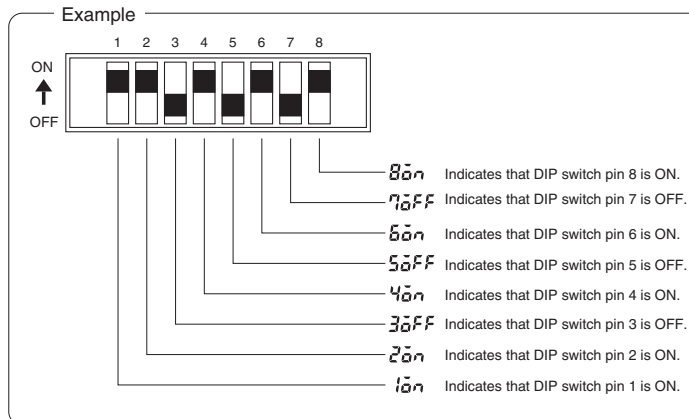 Example
1 2 3 4 5 6 7 8
ON
OFF
8on Indicates that DIP switch pin 8 is ON.
7oFF Indicates that DIP switch pin 7 is OFF.
6on Indicates that DIP switch pin 6 is ON.
5oFF Indicates that DIP switch pin 5 is OFF.
4on Indicates that DIP switch pin 4 is ON.
3oFF Indicates that DIP switch pin 3 is OFF.
2on Indicates that DIP switch pin 2 is ON.
1on Indicates that DIP switch pin 1 is ON.